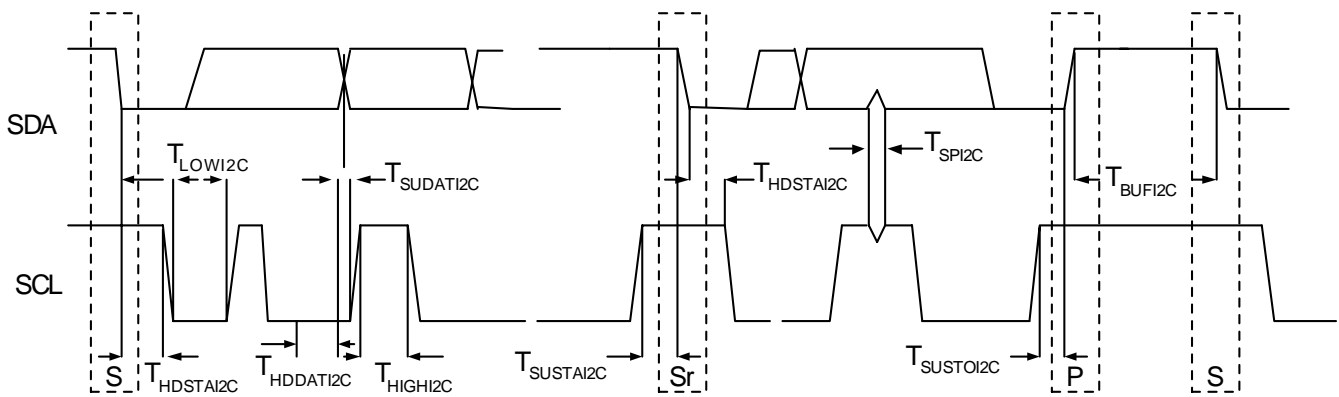 SDA
T_LOWI2C
T_SUDATI2C
T_SPI2C
T_HDSTAI2C
T_BUFI2C
SCL
T_HDSTAI2C
T_HDDATI2C
T_HIGHI2C
T_SUSTAI2C
T_SUSTOI2C
S
Sr
P
S